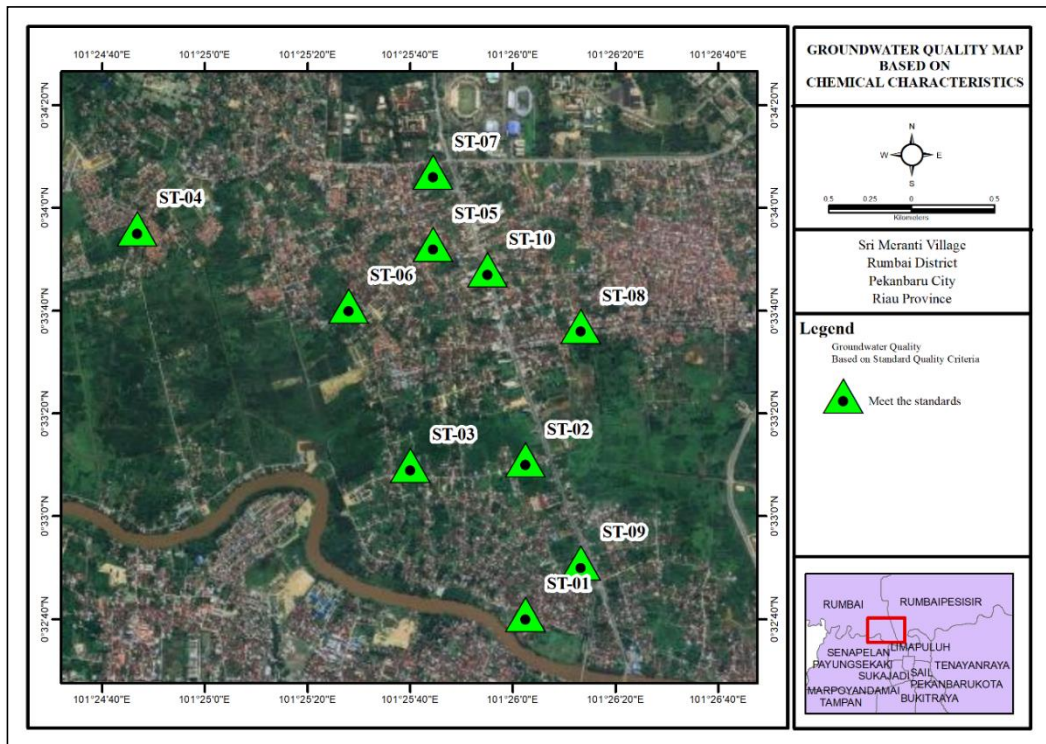 101°24'40"E 101°25'0"E 101°25'20"E 101°25'40"E 101°26'0"E 101°26'20"E 101°26'40"E
0°34'20"N 0°34'20"N
ST-07
ST-04
0°34'0"N 0°34'0"N
ST-05
ST-10
ST-06
ST-08
0°33'40"N 0°33'40"N
0°33'20"N 0°33'20"N
ST-03
ST-02
0°33'0"N 0°33'0"N
ST-09
ST-01
0°32'40"N 0°32'40"N
101°24'40"E 101°25'0"E 101°25'20"E 101°25'40"E 101°26'0"E 101°26'20"E 101°26'40"E
GROUNDWATER QUALITY MAP
BASED ON
CHEMICAL CHARACTERISTICS
N
W E
S
0.5 0.25 0 0.5
Kilometers
Sri Meranti Village
Rumbai District
Pekanbaru City
Riau Province
Legend
Groundwater Quality
Based on Standard Quality Criteria
Meet the standards
RUMBAI RUMBAIPESISIR
LIMAPULUH
SENAPELAN
PAYUNGSEKAKI TENAYANRAYA
SUKAJADI SAIL
PEKANBARUKOTA
MARPOYANDAMAI BUKITRAYA
TAMPAN